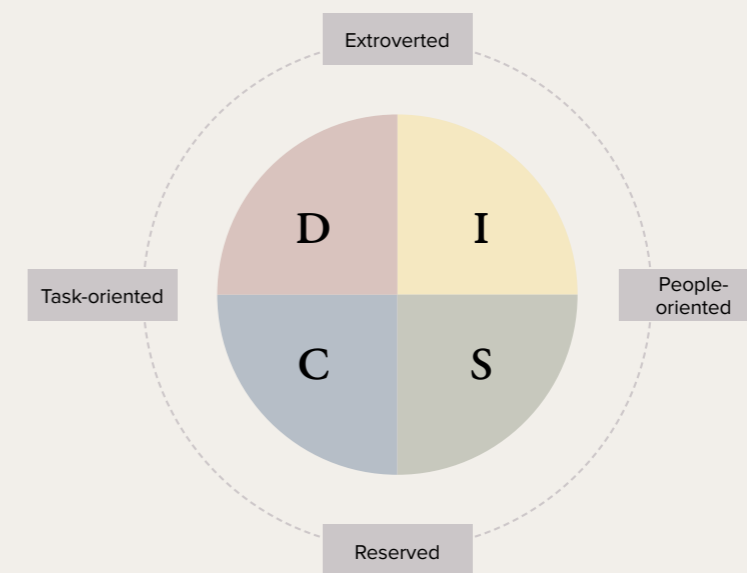 Extroverted
D
I
Task-oriented
People-
oriented
C
S
Reserved